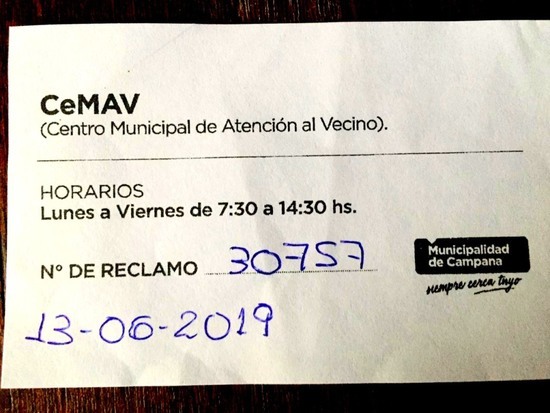 CeMAV
(Centro Municipal de Atención al Vecino).
HORARIOS
Lunes a Viernes de 7:30 a 14:30 hs.
Nº DE RECLAMO 30757
Municipalidad
de Campana
siempre cerca tuyo
13-06-2019